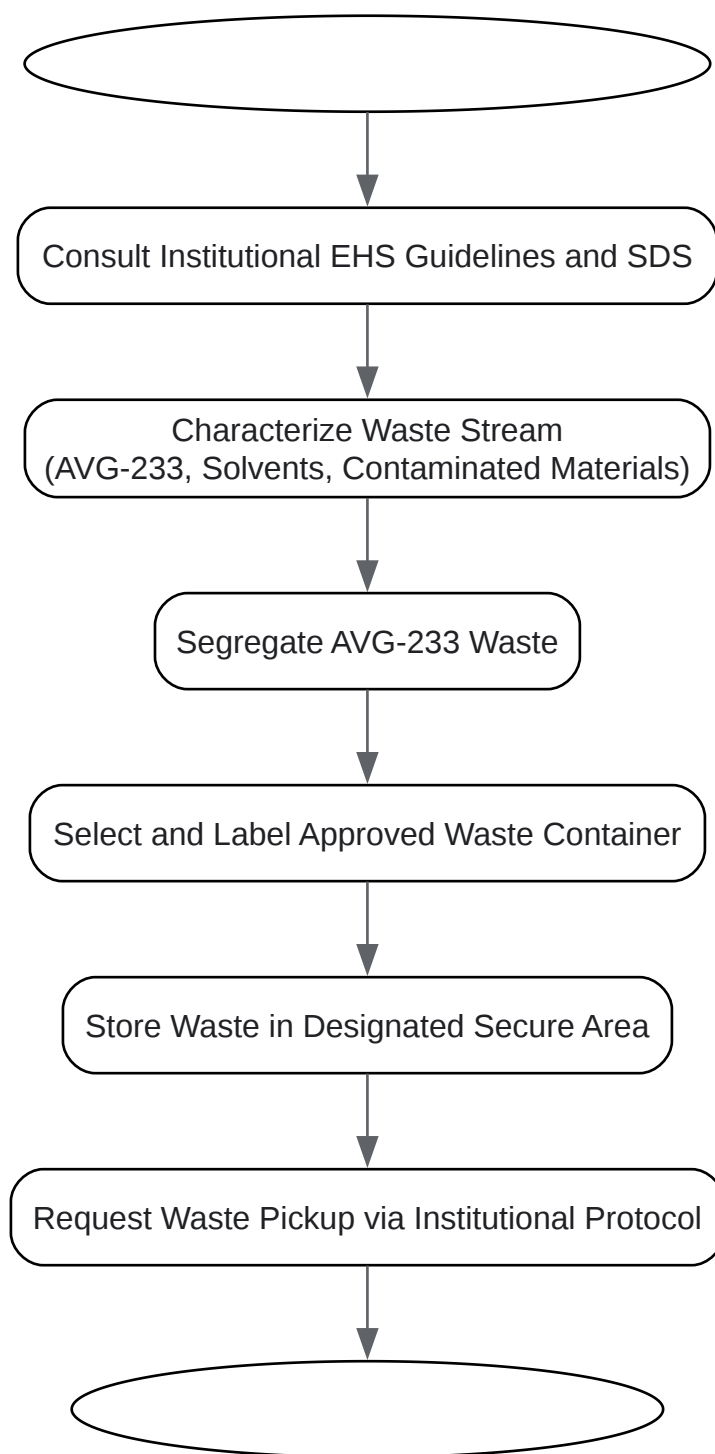 Consult Institutional EHS Guidelines and SDS
Characterize Waste Stream
(AVG-233, Solvents, Contaminated Materials)
Segregate AVG-233 Waste
Select and Label Approved Waste Container
Store Waste in Designated Secure Area
Request Waste Pickup via Institutional Protocol